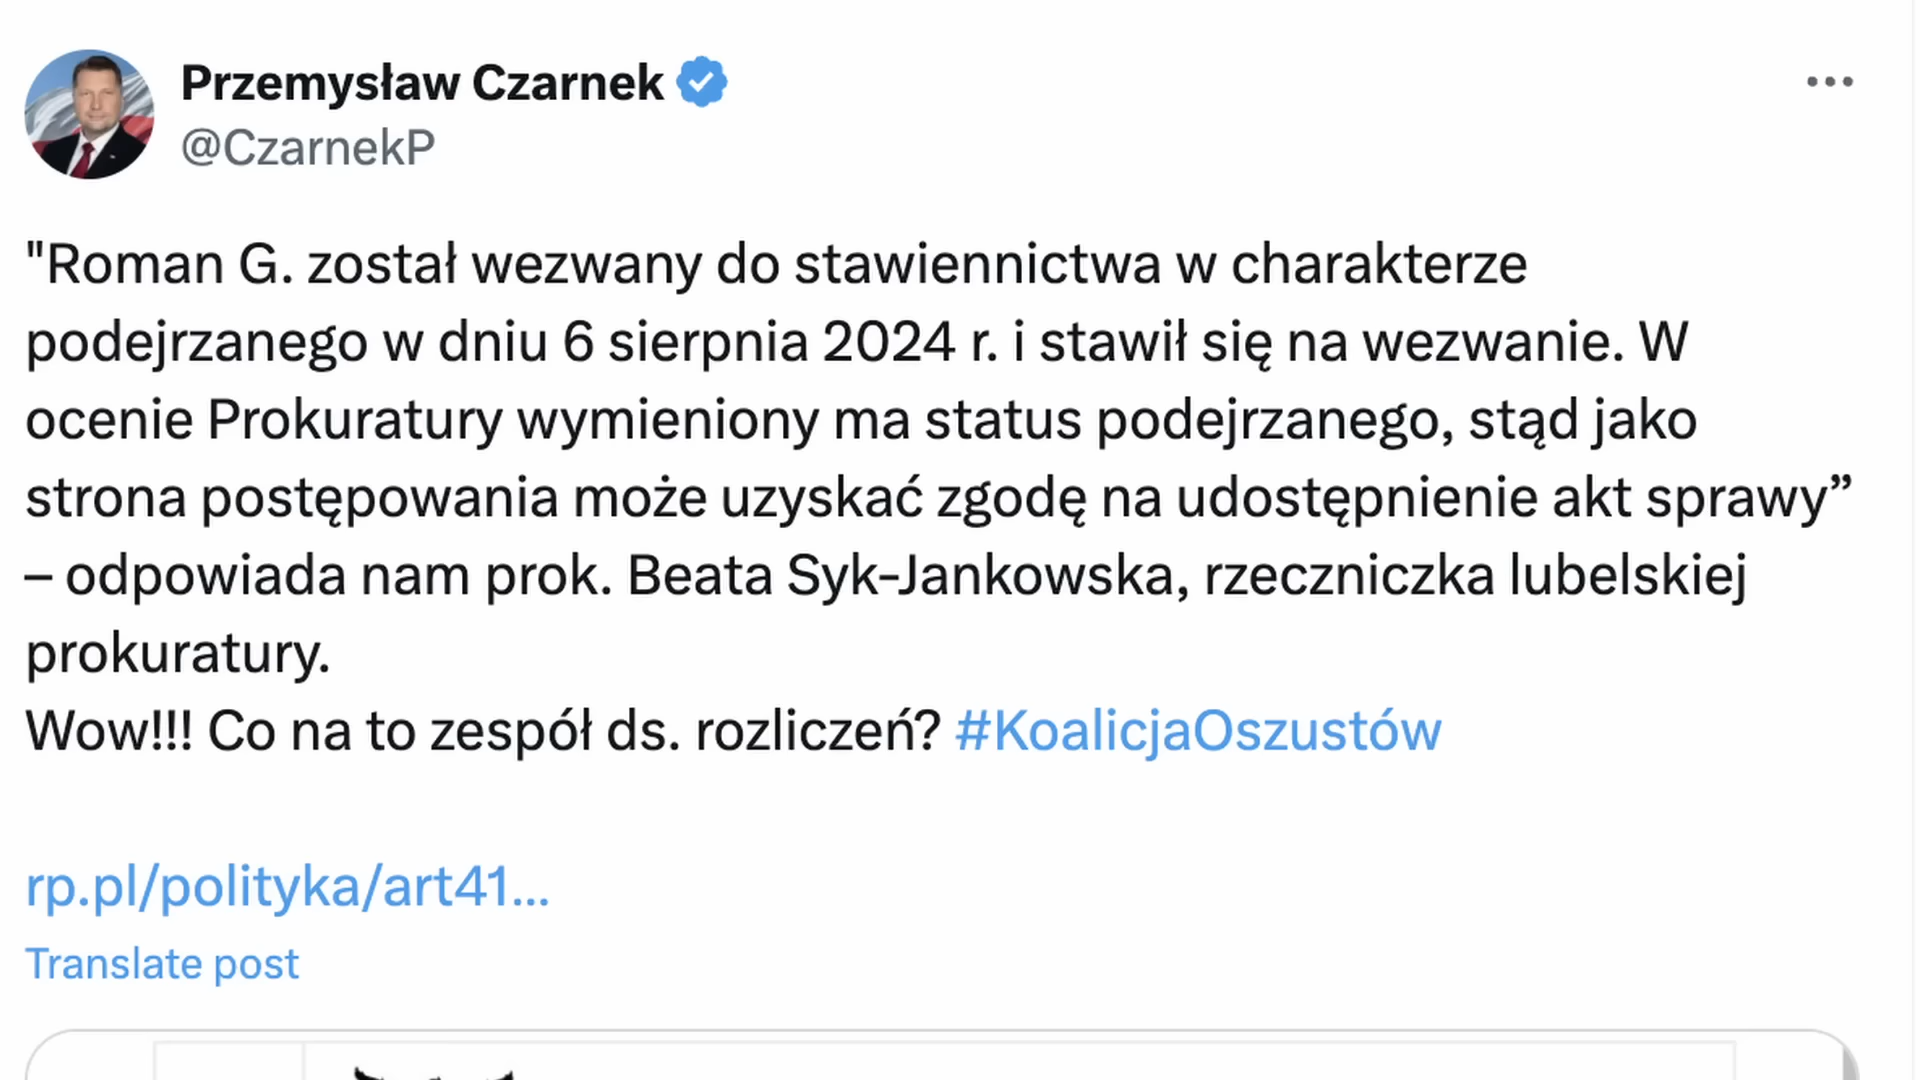 Przemysław Czarnek
@CzarnekP
"Roman G. został wezwany do stawiennictwa w charakterze
podejrzanego w dniu 6 sierpnia 2024 r. i stawił się na wezwanie. W
ocenie Prokuratury wymieniony ma status podejrzanego, stąd jako
strona postępowania może uzyskać zgodę na udostępnienie akt sprawy”
– odpowiada nam prok. Beata Syk-Jankowska, rzeczniczka lubelskiej
prokuratury.
Wow!!! Co na to zespół ds. rozliczeń? #KoalicjaOszustów
rp.pl/polityka/art41...
Translate post